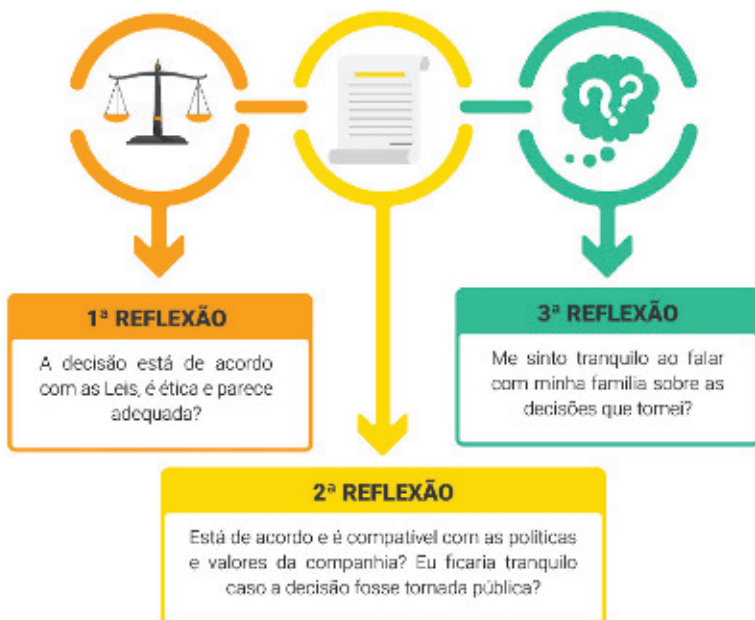 1ª REFLEXÃO
A decisão está de acordo
com as Leis, é ética e parece
adequada?
2ª REFLEXÃO
Está de acordo e é compatível com as políticas
e valores da companhia? Eu ficaria tranquilo
caso a decisão fosse tornada pública?
3ª REFLEXÃO
Me sinto tranquilo ao falar
com minha família sobre as
decisões que tomei?